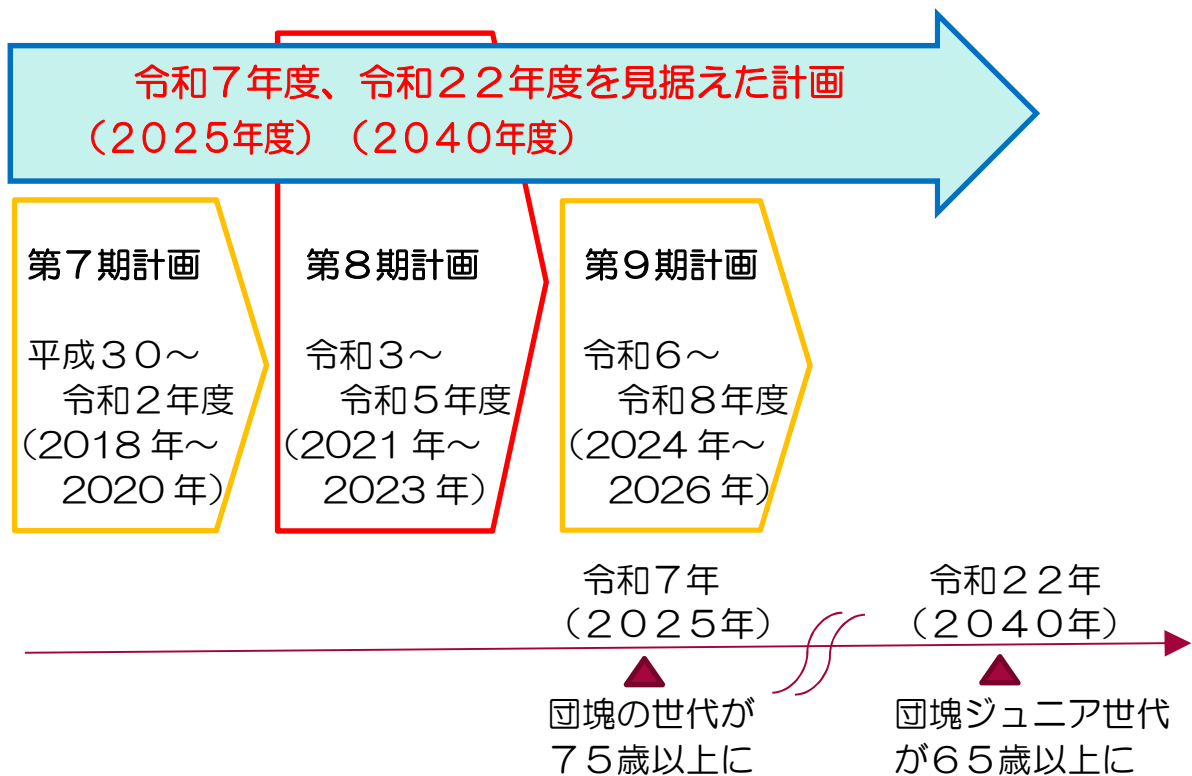 令和７年度、令和２２年度を見据えた計画
（２０２５年度）（２０４０年度）
第７期計画
平成３０～
令和２年度
（2018 年～
2020 年）
第８期計画
令和３～
令和５年度
（2021 年～
2023 年）
第９期計画
令和６～
令和８年度
（2024 年～
2026 年）
令和７年
（２０２５年）
団塊の世代が
７５歳以上に
令和２２年
（２０４０年）
団塊ジュニア世代
が６５歳以上に